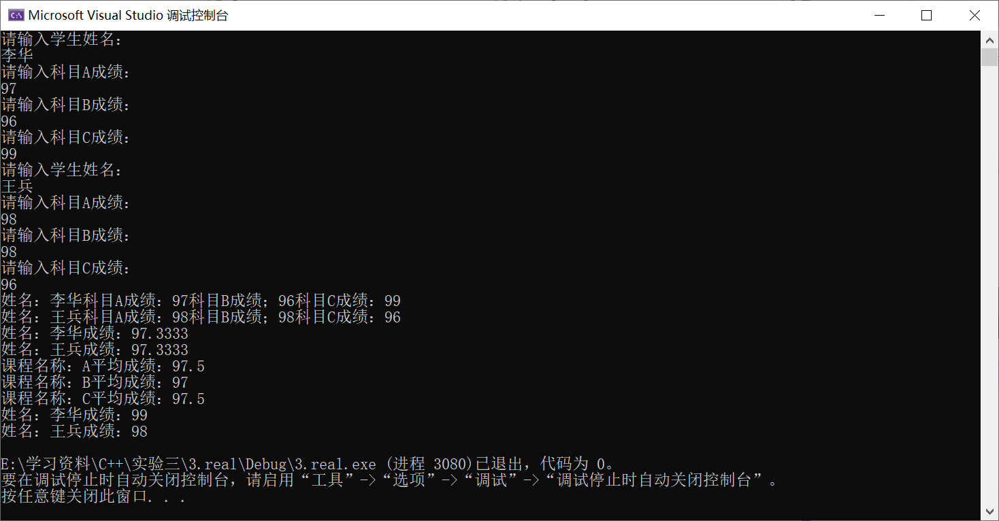 Microsoft Visual Studio 调试控制台
请输入学生姓名：
李华
请输入科目A成绩：
97
请输入科目B成绩：
96
请输入科目C成绩：
99
请输入学生姓名：
王兵
请输入科目A成绩：
98
请输入科目B成绩：
98
请输入科目C成绩：
96
姓名：李华科目A成绩：97科目B成绩；96科目C成绩：99
姓名：王兵科目A成绩：98科目B成绩；98科目C成绩：96
姓名：李华成绩：97.3333
姓名：王兵成绩：97.3333
课程名称：A平均成绩：97.5
课程名称：B平均成绩：97
课程名称：C平均成绩：97.5
姓名：李华成绩：99
姓名：王兵成绩：98
E:\学习资料\C++\实验三\3.real\Debug\3.real.exe (进程 3080)已退出，代码为 0。
要在调试停止时自动关闭控制台，请启用“工具”->“选项”->“调试”->“调试停止时自动关闭控制台”。
按任意键关闭此窗口. . .